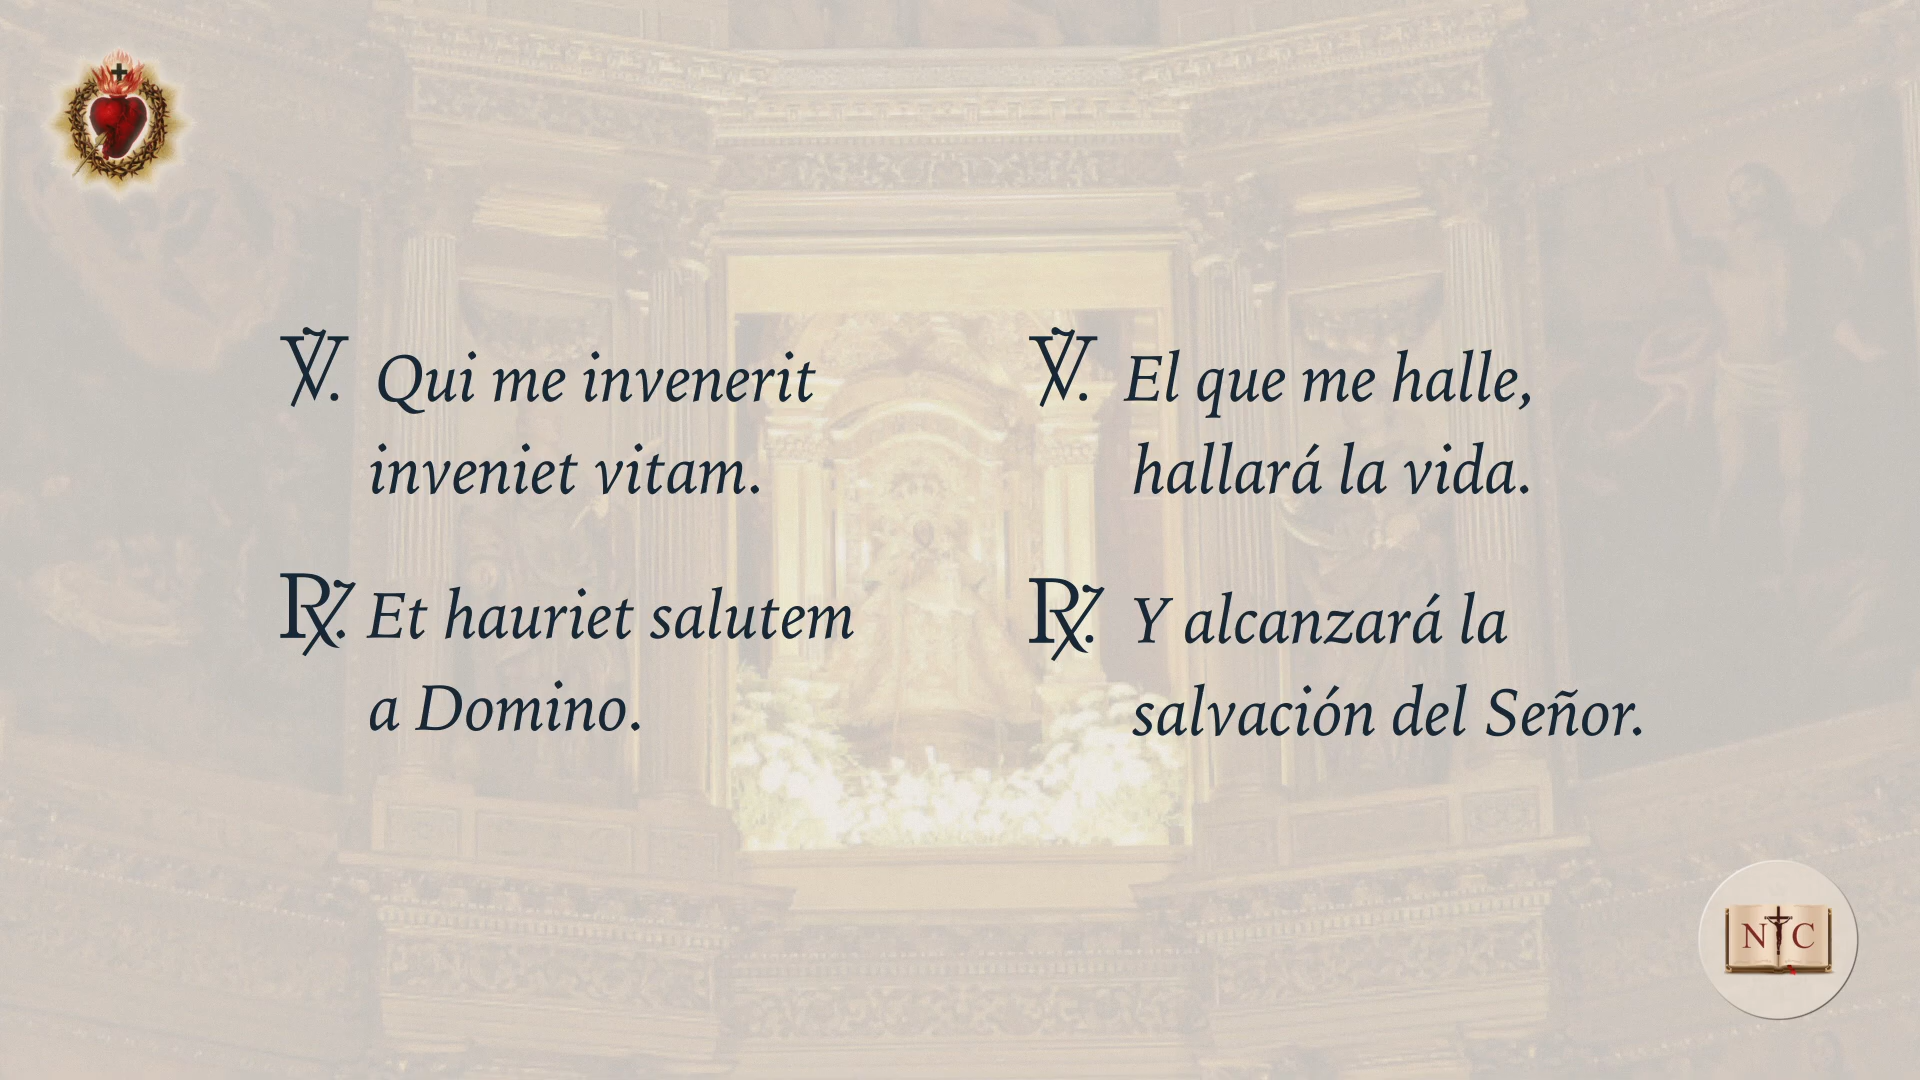 ℣. Qui me invenerit
inveniet vitam.
℟. Et hauriet salutem
a Domino.
℣. El que me halle,
hallará la vida.
℟. Y alcanzará la
salvación del Señor.
N C